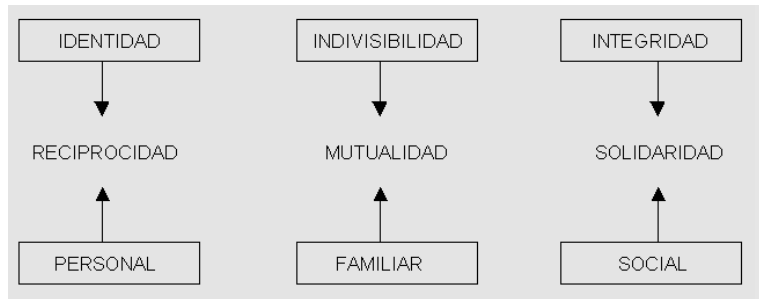 IDENTIDAD INDIVISIBILIDAD INTEGRIDAD
RECIPROCIDAD MUTUALIDAD SOLIDARIDAD
PERSONAL FAMILIAR SOCIAL